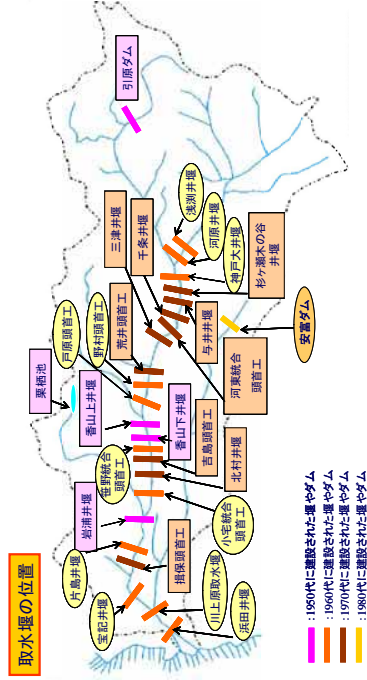 取水堰の位置
宝記井堰
片島井堰
岩浦井堰
笹野統合
頭首工
香山上井堰
栗栖池
戸原頭首工
野村頭首工
荒井頭首工
三津井堰
千条井堰
浅渕井堰
河原井堰
神戸大井堰
引原ダム
浜田井堰
川上原取水堰
揖保頭首工
小宅統合
頭首工
北村井堰
吉島頭首工
香山下井堰
河東統合
頭首工
与井井堰
安富ダム
杉ヶ瀬木の谷
井堰
:1950代に建設された堰やダム
:1960代に建設された堰やダム
:1970代に建設された堰やダム
:1980代に建設された堰やダム